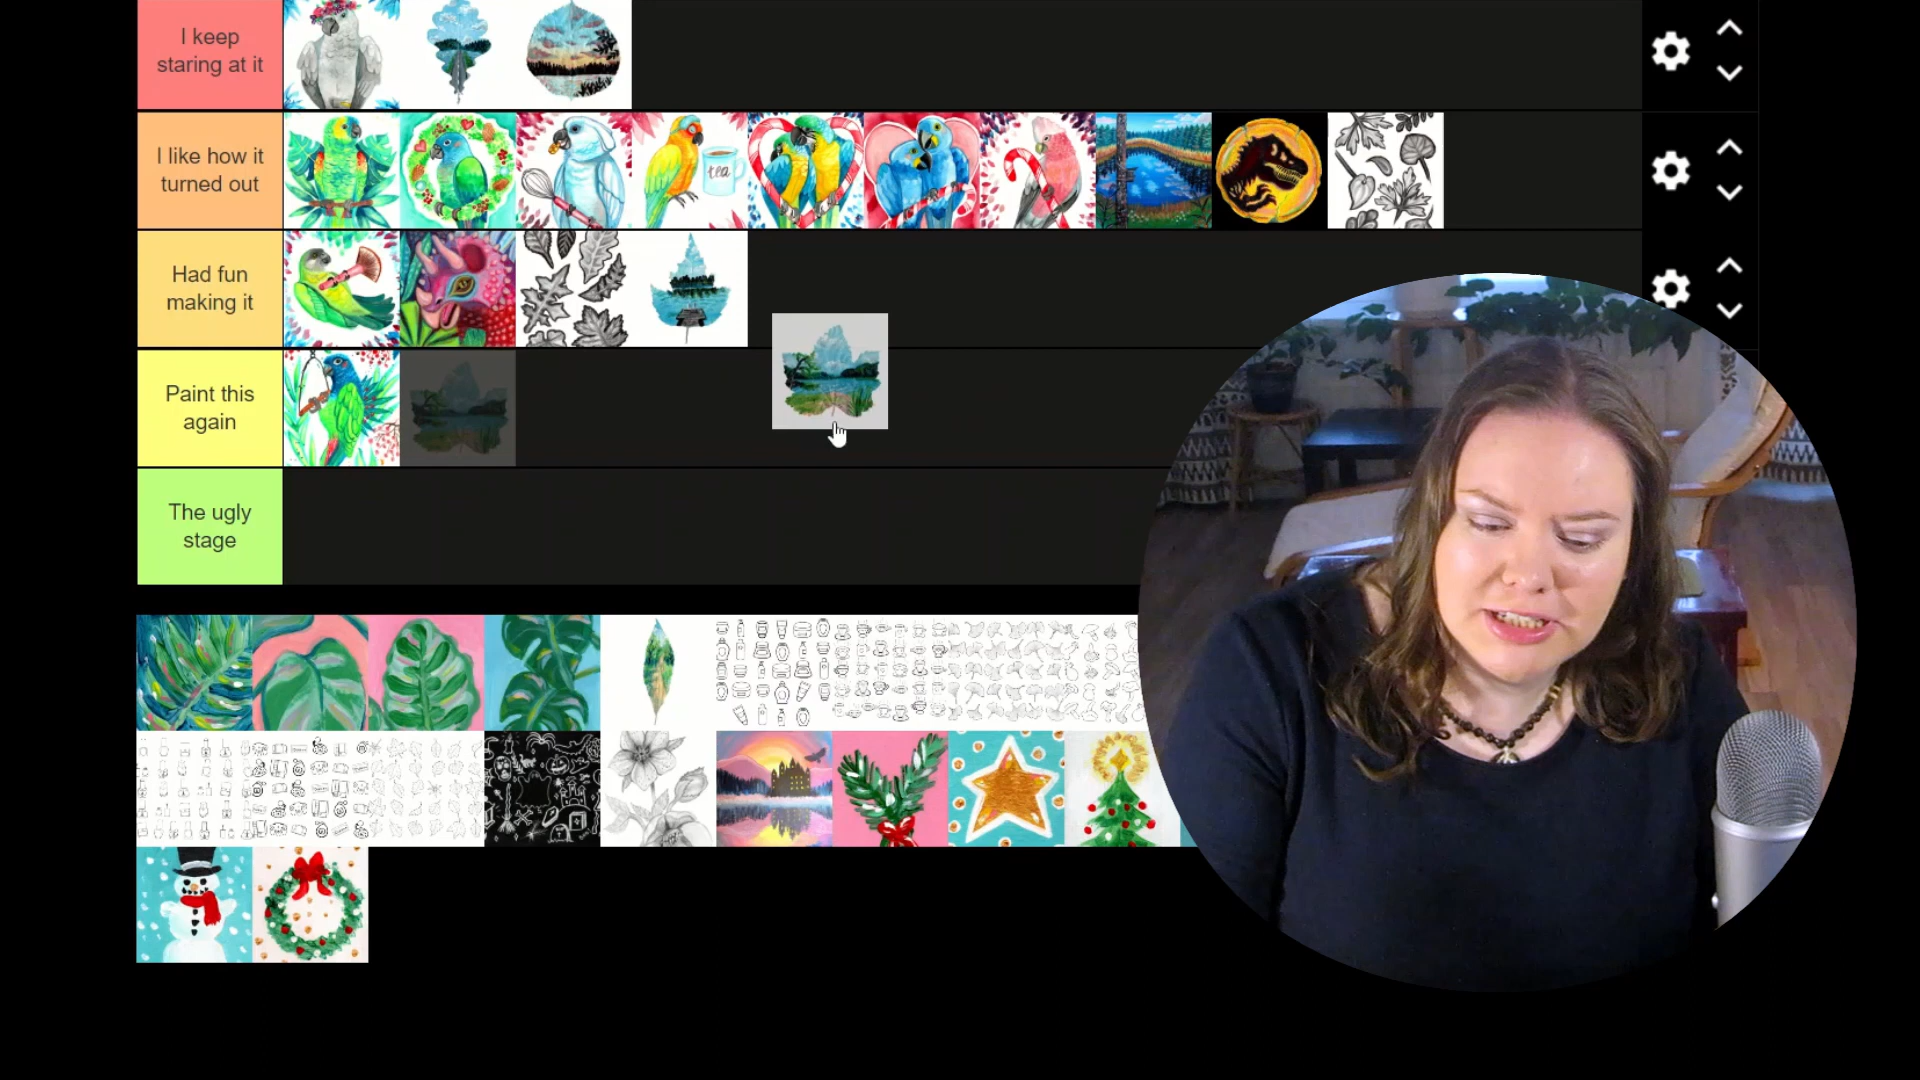 I keep
staring at it
I like how it
turned out
tea
Had fun
making it
Paint this
again
The ugly
stage